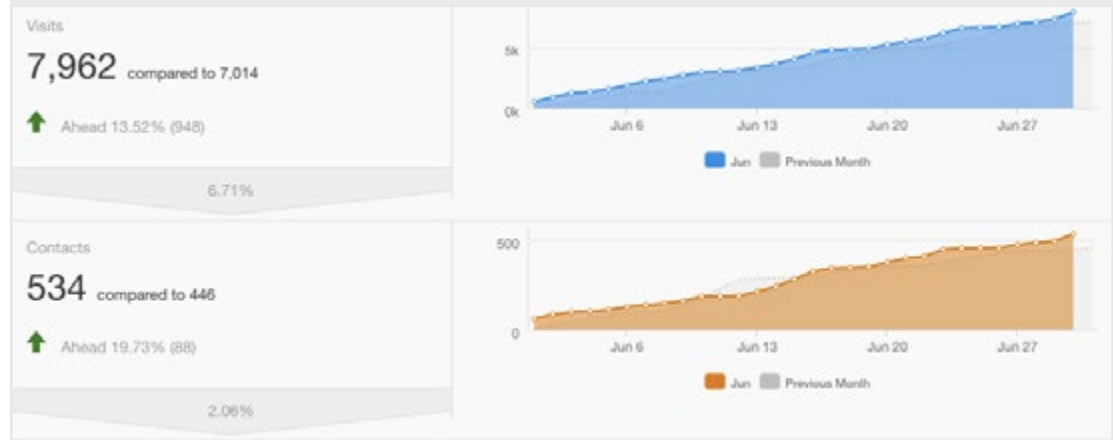 Visits
7,962 compared to 7,014
Ahead 13.52% (948)
6.71%
5k
0k
Jun 6 Jun 13 Jun 20 Jun 27
Jun Previous Month
Contacts
534 compared to 446
Ahead 19.73% (88)
2.06%
500
0
Jun 6 Jun 13 Jun 20 Jun 27
Jun Previous Month